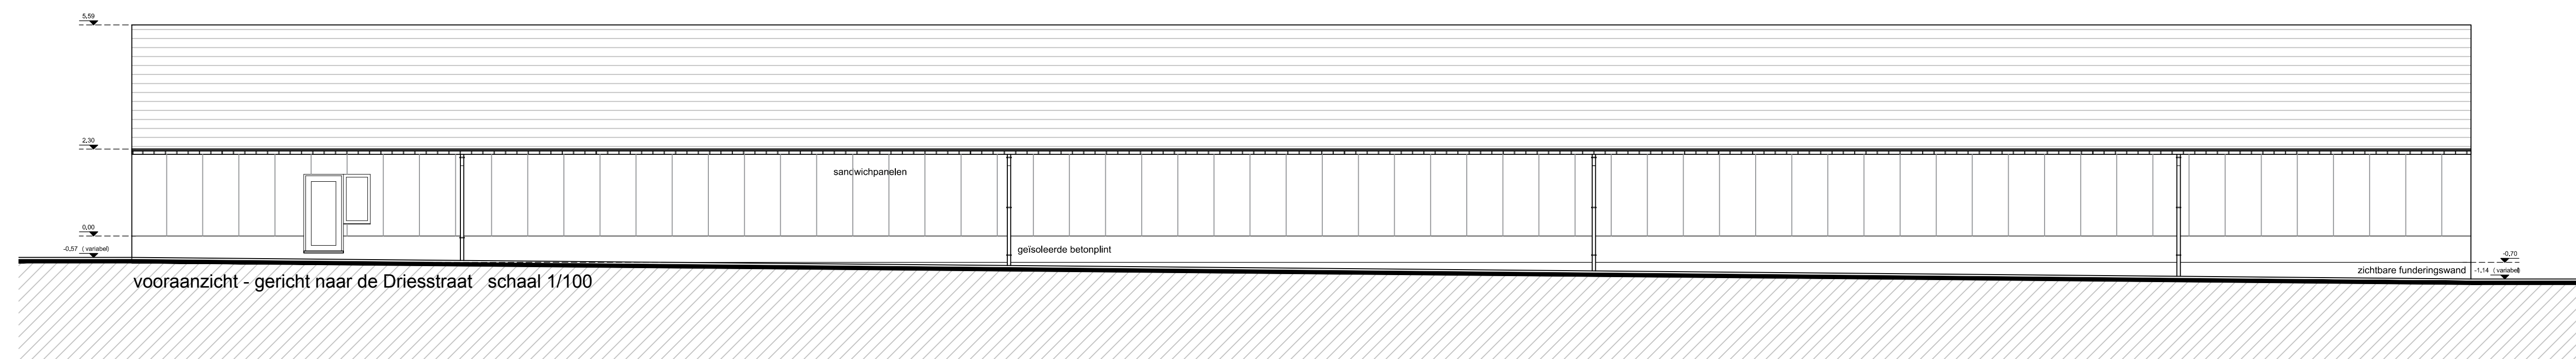 5,59
2,30
sandwichpanelen
0,00
-0,57 ( variabel)
geïsoleerde betonplint
-0,70
zichtbare funderingswand
-1,14 ( variabel)
vooraanzicht - gericht naar de Driesstraat schaal 1/100